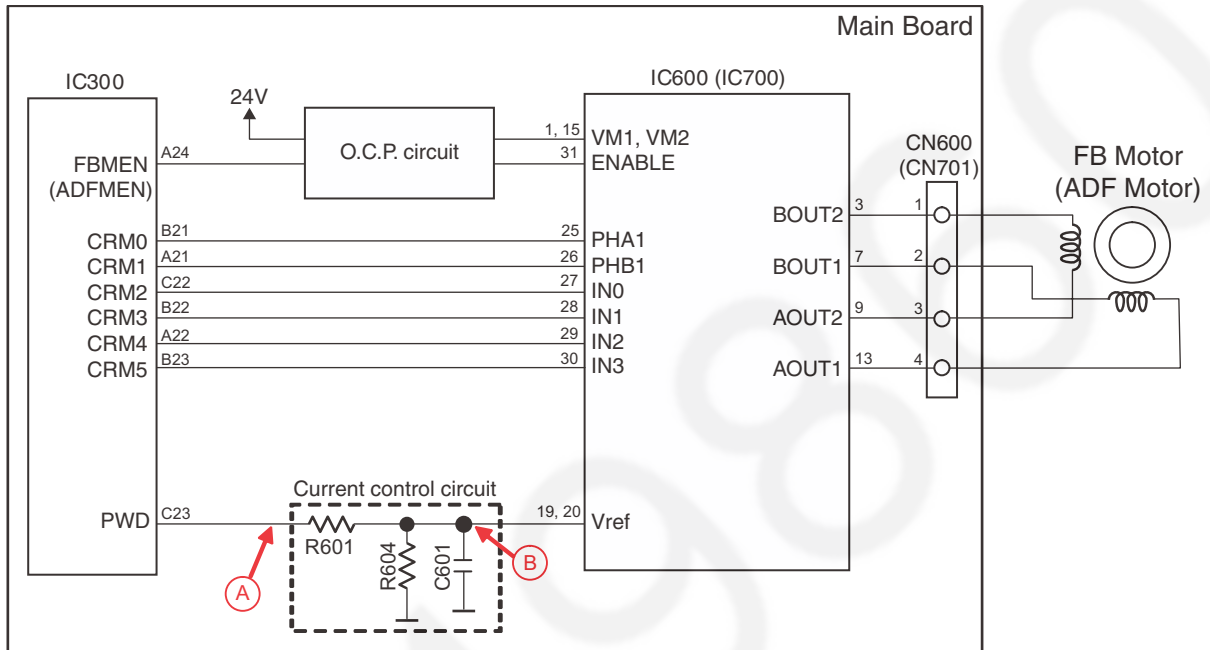 Main Board
IC300
IC600 (IC700)
24V
O.C.P. circuit
1, 15
VM1, VM2
FBMEN
A24
31
ENABLE
(ADFMEN)
CN600
(CN701)
FB Motor
(ADF Motor)
BOUT2
3
1
CRM0
B21
25
PHA1
CRM1
A21
26
PHB1
BOUT1
7
2
CRM2
C22
27
IN0
CRM3
B22
28
IN1
AOUT2
9
3
CRM4
A22
29
IN2
CRM5
B23
30
IN3
AOUT1
13
4
Current control circuit
PWD
C23
R601
19, 20
Vref
R604
C601
A
B